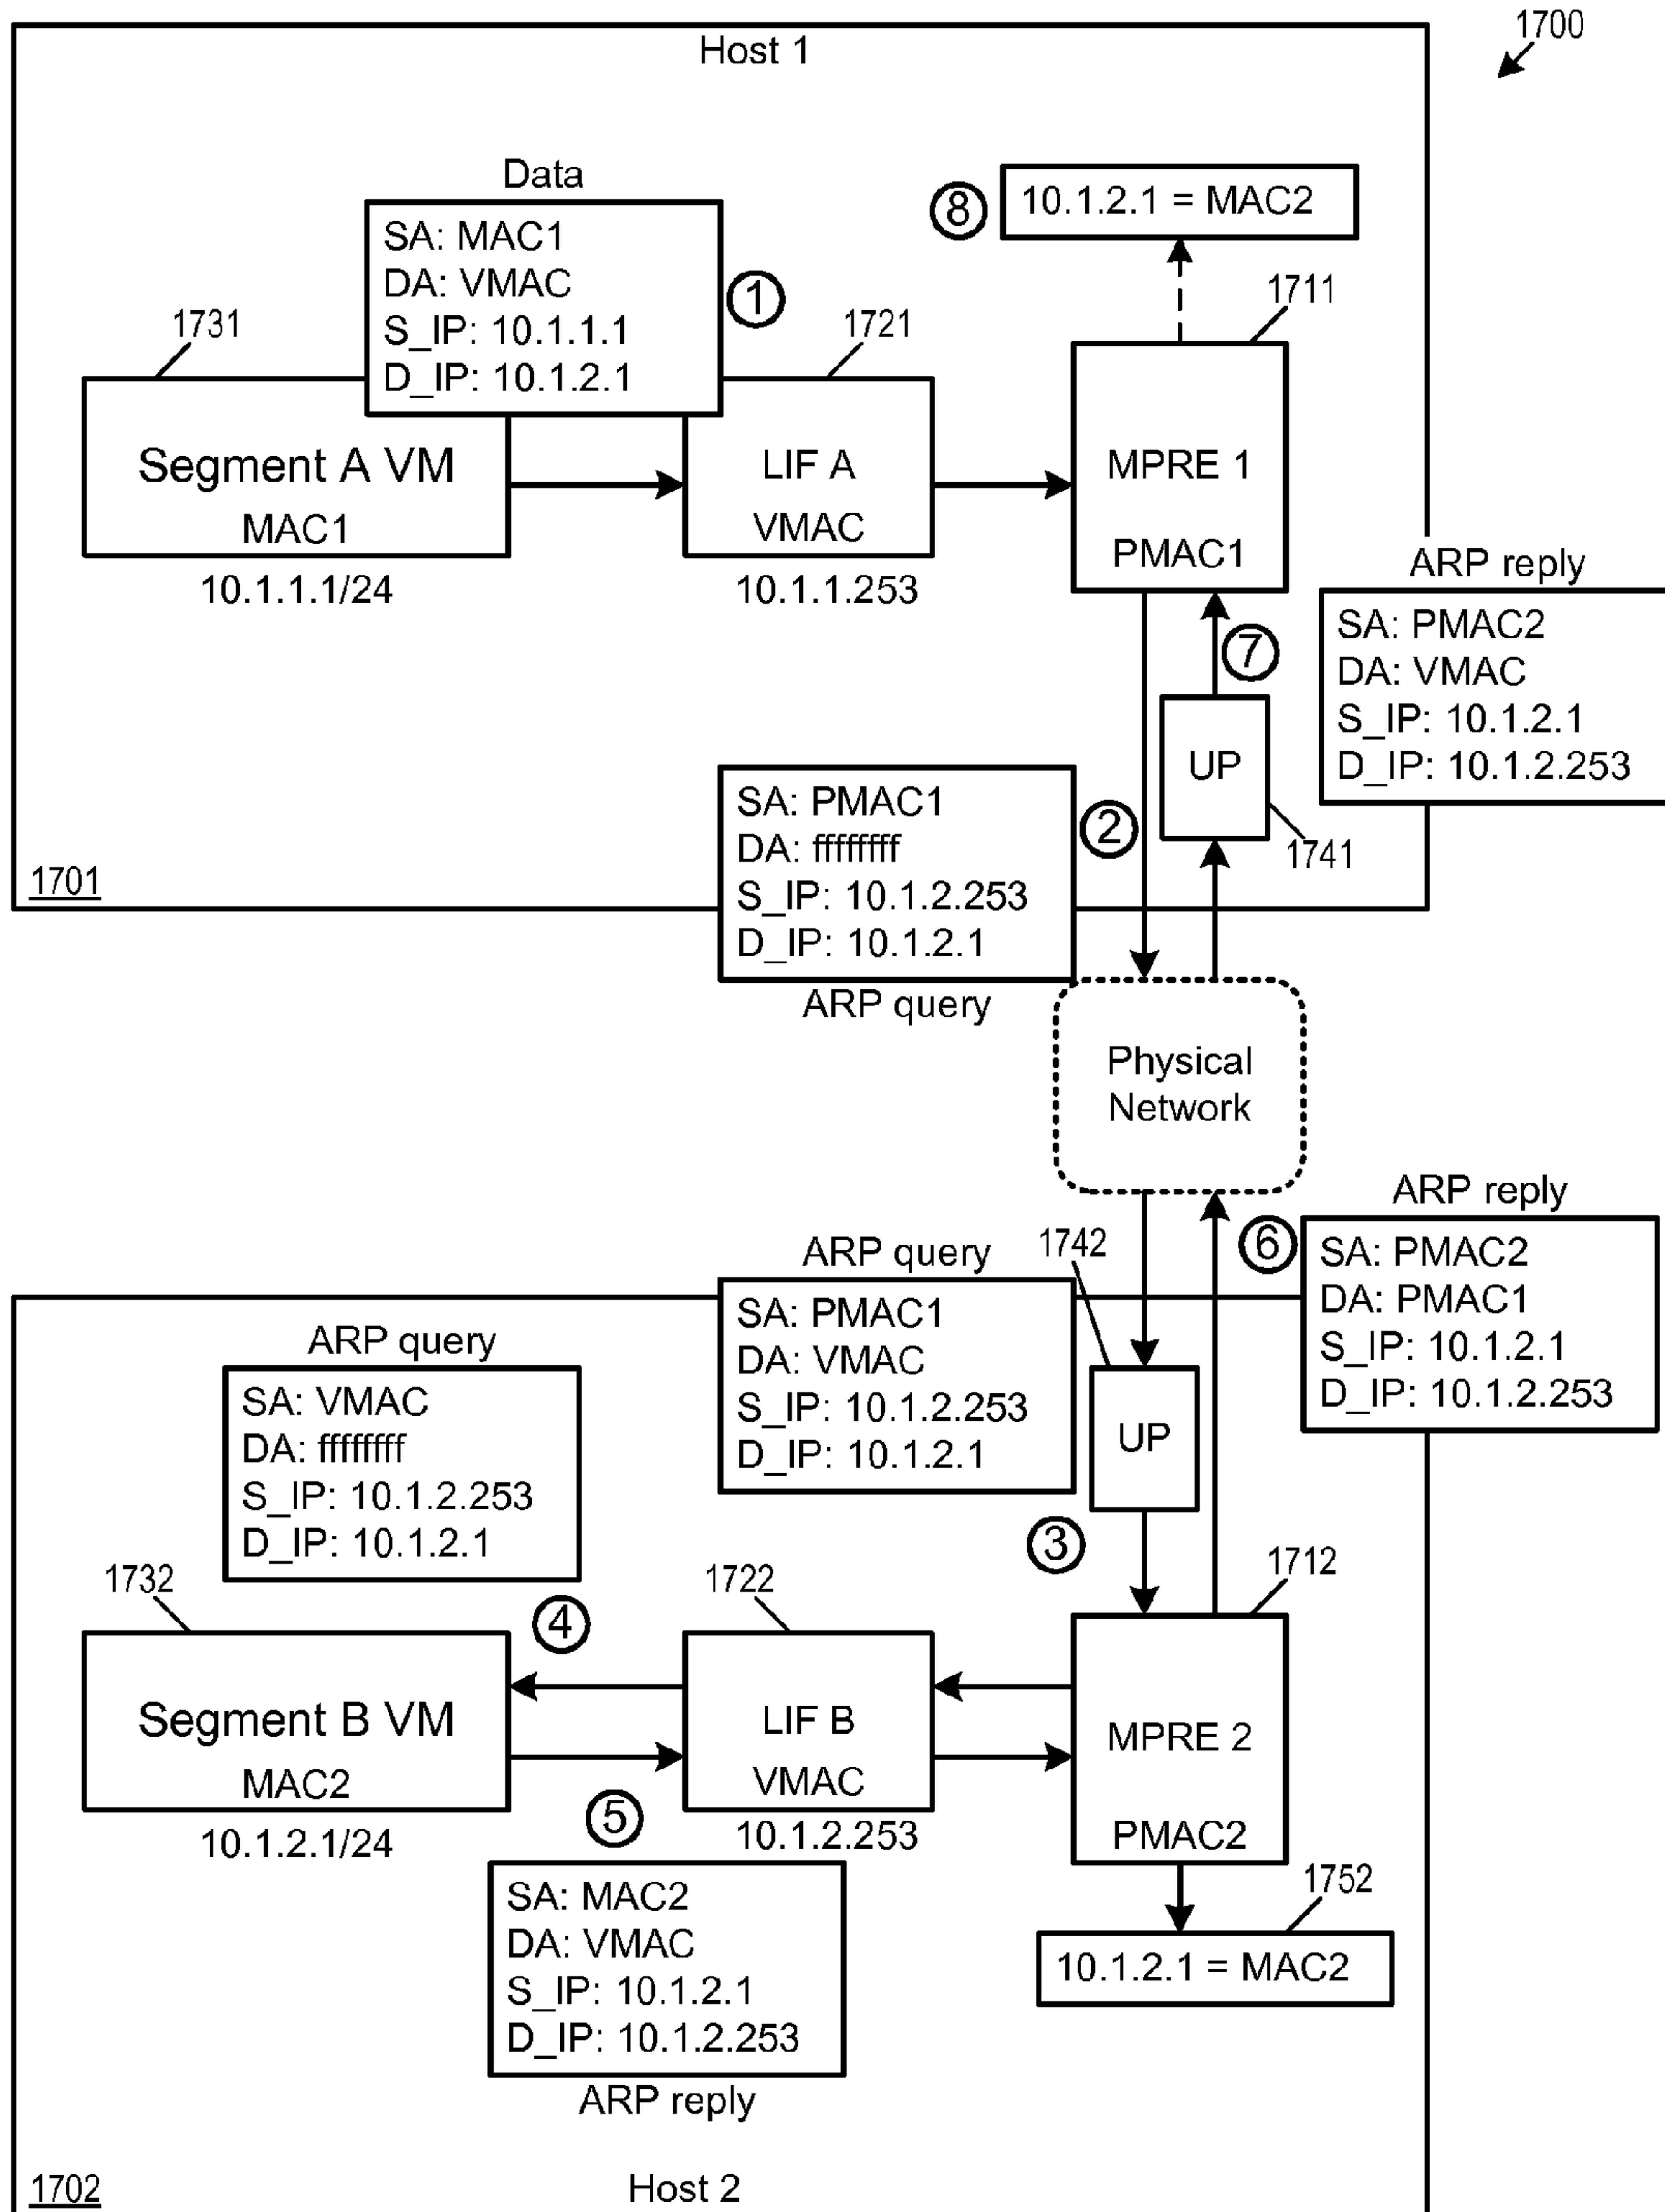 1700
Host 1
Data
SA: MAC1
DA: VMAC
S_IP: 10.1.1.1
D_IP: 10.1.2.1
1
8
10.1.2.1 = MAC2
1731
1721
1711
Segment A VM
MAC1
10.1.1.1/24
LIF A
VMAC
10.1.1.253
MPRE 1
PMAC1
ARP reply
SA: PMAC2
DA: VMAC
S_IP: 10.1.2.1
D_IP: 10.1.2.253
7
UP
1741
2
SA: PMAC1
DA: ffffffff
S_IP: 10.1.2.253
D_IP: 10.1.2.1
ARP query
1701
Physical
Network
ARP reply
6
SA: PMAC2
DA: PMAC1
S_IP: 10.1.2.1
D_IP: 10.1.2.253
1742
ARP query
SA: PMAC1
DA: VMAC
S_IP: 10.1.2.253
D_IP: 10.1.2.1
UP
3
ARP query
SA: VMAC
DA: ffffffff
S_IP: 10.1.2.253
D_IP: 10.1.2.1
1732
4
1722
1712
Segment B VM
MAC2
10.1.2.1/24
LIF B
VMAC
10.1.2.253
MPRE 2
PMAC2
5
SA: MAC2
DA: VMAC
S_IP: 10.1.2.1
D_IP: 10.1.2.253
ARP reply
1752
10.1.2.1 = MAC2
1702
Host 2